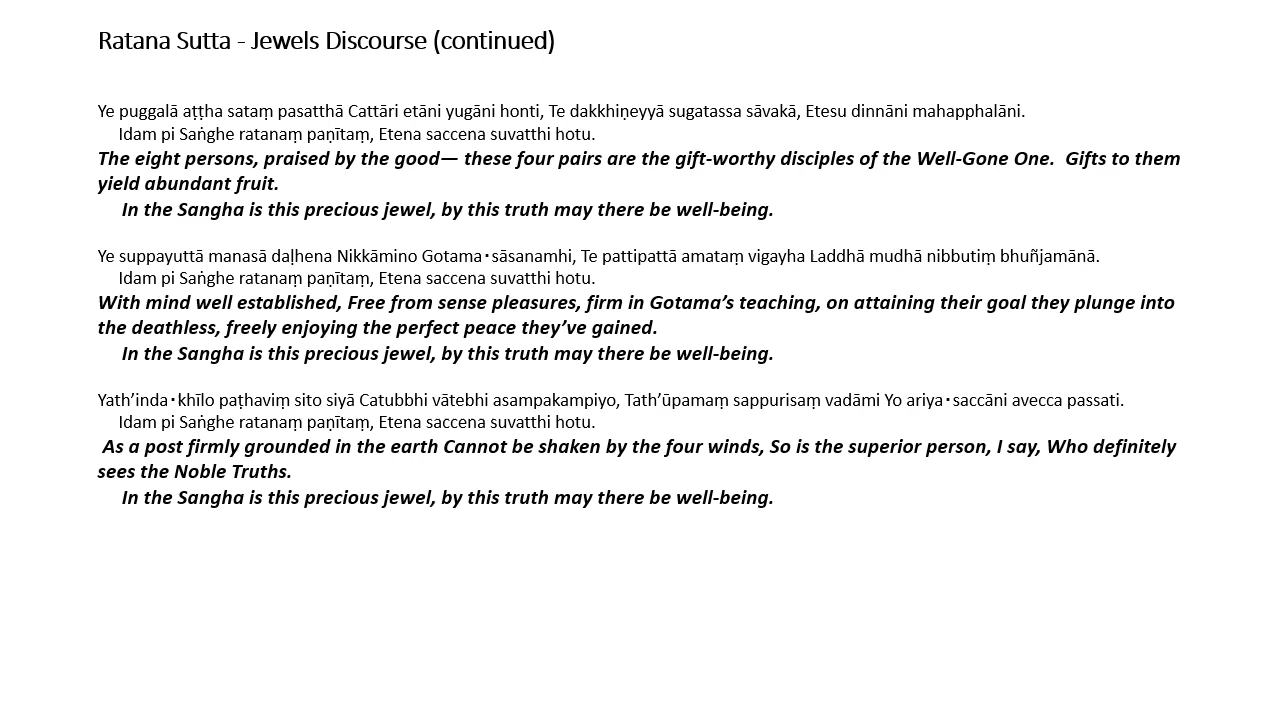 Ratana Sutta - Jewels Discourse (continued)
Ye puggalā aṭṭha sataṃ pasatthā Cattāri etāni yugāni honti, Te dakkhiṇeyyā sugatassa sāvakā, Etesu dinnāni mahapphalāni.
Idam pi Saṅghe ratanaṃ paṇītaṃ, Etena saccena suvatthi hotu.
The eight persons, praised by the good— these four pairs are the gift-worthy disciples of the Well-Gone One.  Gifts to them
yield abundant fruit.
In the Sangha is this precious jewel, by this truth may there be well-being.
Ye suppayuttā manasā daḷhena Nikkāmino Gotama·sāsanamhi, Te pattipattā amataṃ vigayha Laddhā mudhā nibbutiṃ bhuñjamānā.
Idam pi Saṅghe ratanaṃ paṇītaṃ, Etena saccena suvatthi hotu.
With mind well established, Free from sense pleasures, firm in Gotama’s teaching, on attaining their goal they plunge into
the deathless, freely enjoying the perfect peace they’ve gained.
In the Sangha is this precious jewel, by this truth may there be well-being.
Yath’inda·khīlo paṭhaviṃ sito siyā Catubbhi vātebhi asampakampiyo, Tath’ūpamaṃ sappurisaṃ vadāmi Yo ariya·saccāni avecca passati.
Idam pi Saṅghe ratanaṃ paṇītaṃ, Etena saccena suvatthi hotu.
As a post firmly grounded in the earth Cannot be shaken by the four winds, So is the superior person, I say, Who definitely
sees the Noble Truths.
In the Sangha is this precious jewel, by this truth may there be well-being.